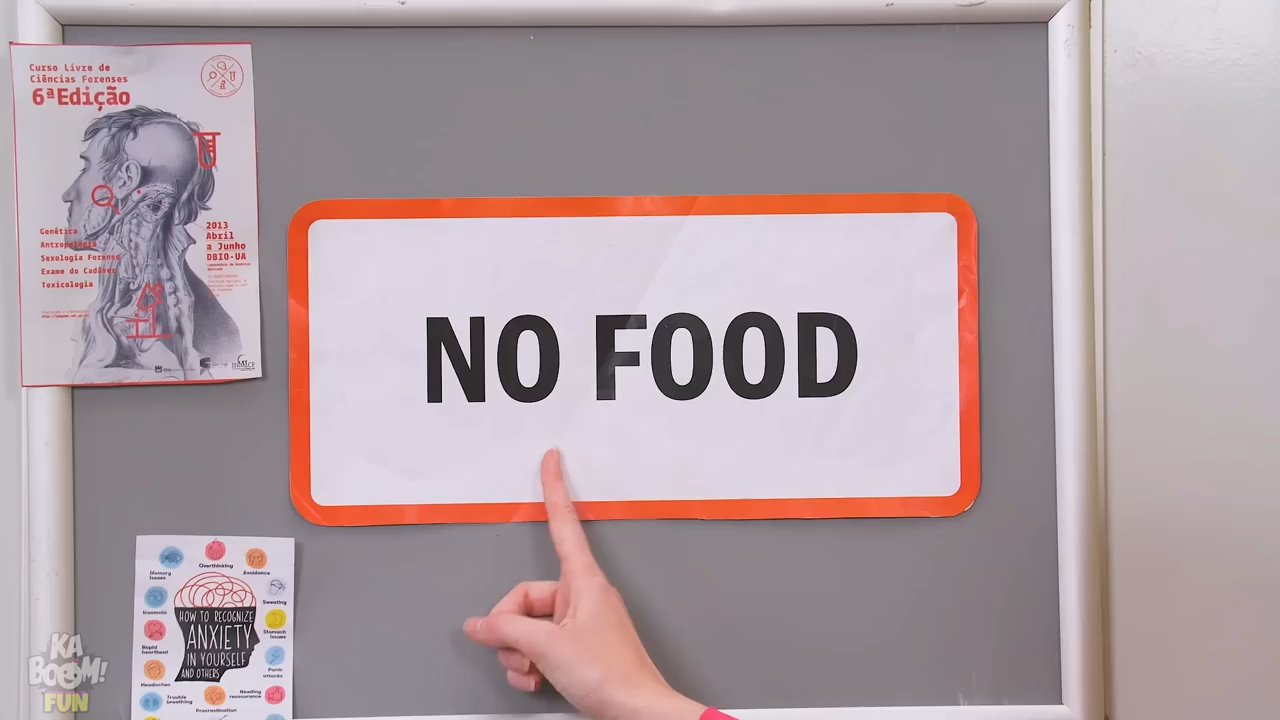 Curso Livre de
Ciências Forenses
6ªEdição
Genética
Antropologia
Sexologia Forense
Exame do Cadáver
Toxicologia
2013
Abril
a Junho
DBIO-UA
NO FOOD
Overthinking
Memory
Issues
Avoidance
Insomnia
Sweating
Rapid
heartbeat
Stomach
Issues
Headaches
Panic
attacks
Trouble
breathing
Needing
reassurance
Procrastination
HOW TO RECOGNIZE
ANXIETY
IN YOURSELF
AND OTHERS
KA
BOOM!
FUN